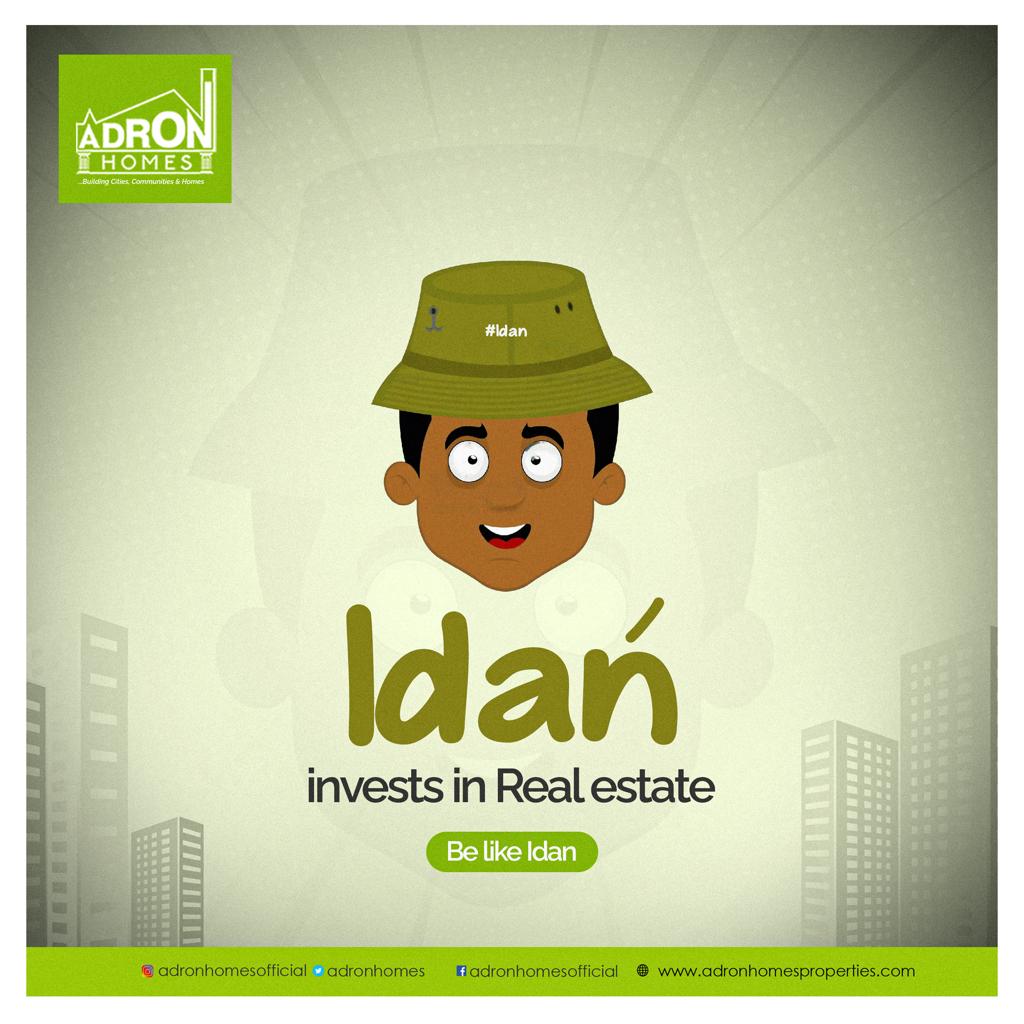 ADRON
HOMES
...Building Cities, Communities & Homes
#Idan
Idań
invests in Real estate
Be like Idan
adronhomesofficial adronhomes adronhomesofficial www.adronhomesproperties.com